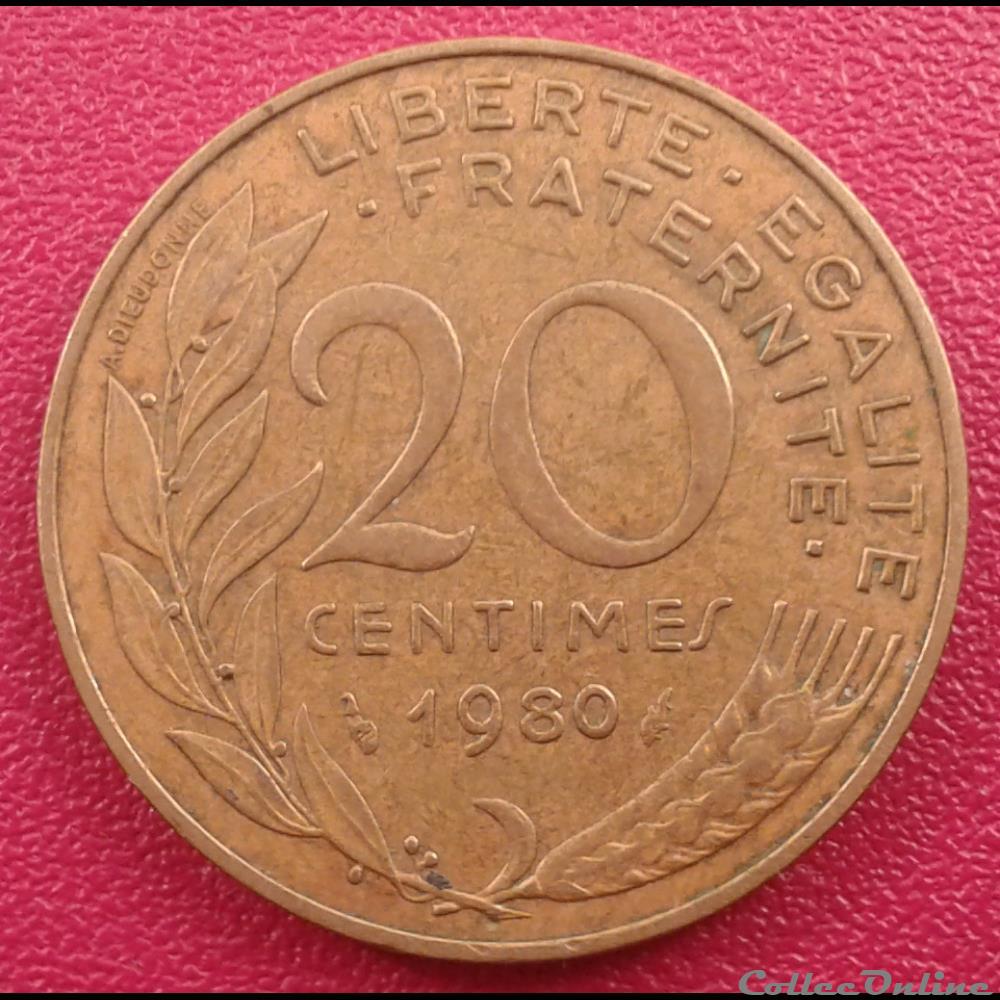 LIBERTE · EGALITE
· FRATERNITE ·
A.DIEUDONNE
20
CENTIMES
1980
CollecOnline